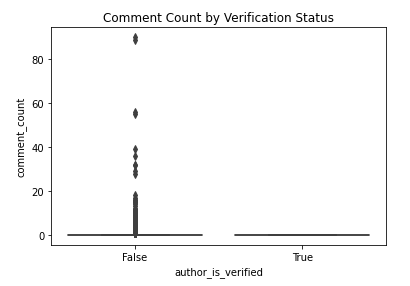 Comment Count by Verification Status
comment_count
80
60
40
20
0
False
True
author_is_verified